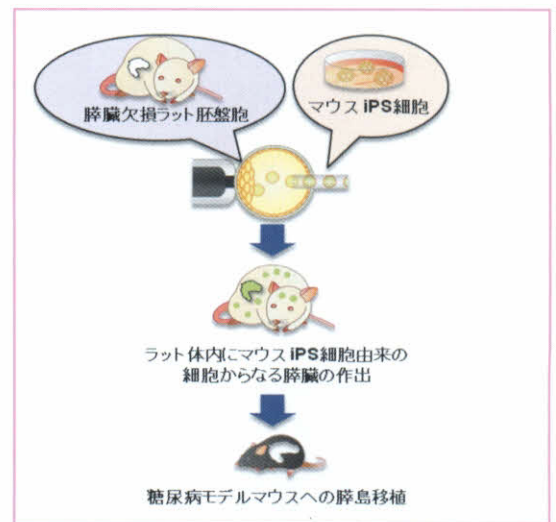 膵臓欠損ラット胚盤胞
マウス iPS細胞
ラット体内にマウス iPS細胞由来の
細胞からなる膵臓の作出
糖尿病モデルマウスへの膵島移植